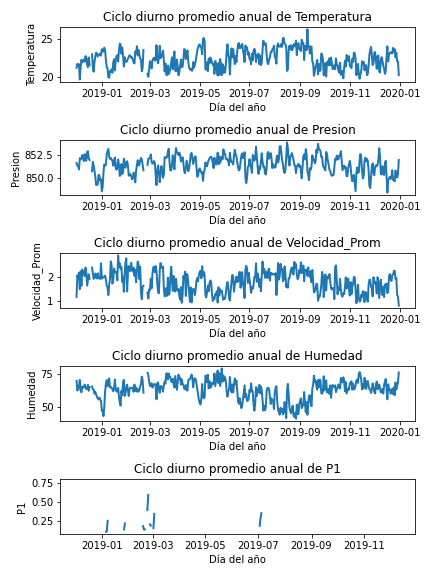 Ciclo diurno promedio anual de Temperatura
Temperatura
25
20
2019-01 2019-03 2019-05 2019-07 2019-09 2019-11 2020-01
Día del año
Ciclo diurno promedio anual de Presion
Presion
852.5
850.0
2019-01 2019-03 2019-05 2019-07 2019-09 2019-11 2020-01
Día del año
Ciclo diurno promedio anual de Velocidad_Prom
Velocidad_Prom
2
1
2019-01 2019-03 2019-05 2019-07 2019-09 2019-11 2020-01
Día del año
Ciclo diurno promedio anual de Humedad
Humedad
75
50
2019-01 2019-03 2019-05 2019-07 2019-09 2019-11 2020-01
Día del año
Ciclo diurno promedio anual de P1
P1
0.75
0.50
0.25
2019-01 2019-03 2019-05 2019-07 2019-09 2019-11
Día del año